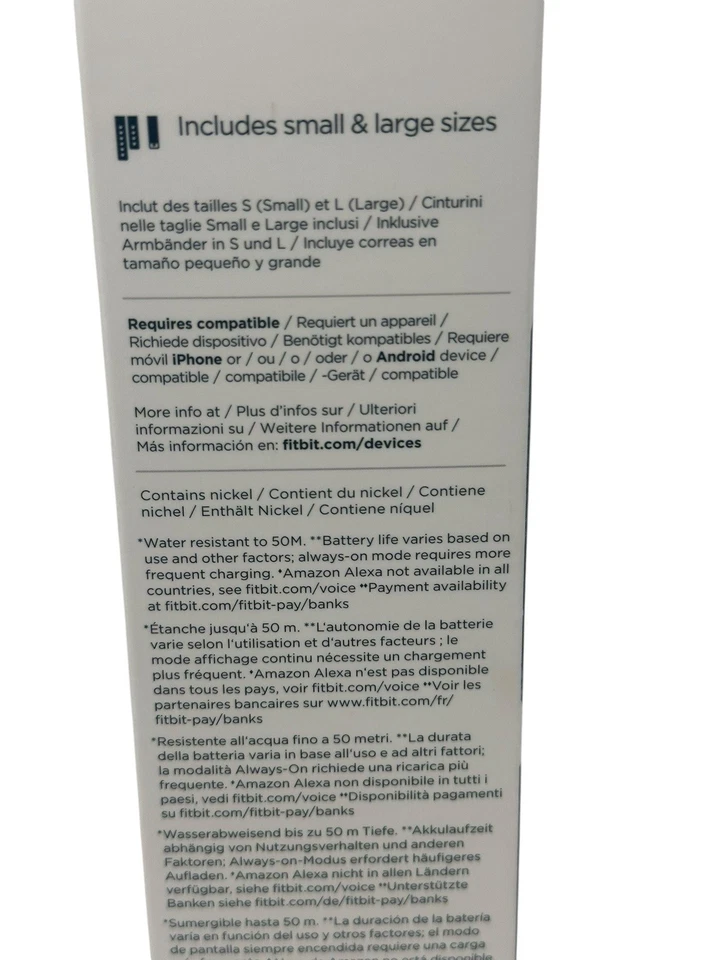 Includes small & large sizes
Inclut des tailles S (Small) et L (Large) / Cinturini
nelle taglie Small e Large inclusi / Inklusive
Armbänder in S und L / Incluye correas en
tamaño pequeño y grande
Requires compatible / Requiert un appareil /
Richiede dispositivo / Benötigt kompatibles / Requiere
móvil iPhone or / ou / o / oder / o Android device /
compatible / compatibile / -Gerät / compatible
More info at / Plus d'infos sur / Ulteriori
informazioni su / Weitere Informationen auf /
Más información en: fitbit.com/devices
Contains nickel / Contient du nickel / Contiene
nichel / Enthält Nickel / Contiene níquel
*Water resistant to 50M. **Battery life varies based on
use and other factors; always-on mode requires more
frequent charging. ⁺Amazon Alexa not available in all
countries, see fitbit.com/voice ⁺⁺Payment availability
at fitbit.com/fitbit-pay/banks
*Étanche jusqu'à 50 m. **L'autonomie de la batterie
varie selon l'utilisation et d'autres facteurs ; le
mode affichage continu nécessite un chargement
plus fréquent. ⁺Amazon Alexa n'est pas disponible
dans tous les pays, voir fitbit.com/voice ⁺⁺Voir les
partenaires bancaires sur www.fitbit.com/fr/
fitbit-pay/banks
*Resistente all'acqua fino a 50 metri. **La durata
della batteria varia in base all'uso e ad altri fattori;
la modalità Always-On richiede una ricarica più
frequente. ⁺Amazon Alexa non disponibile in tutti i
paesi, vedi fitbit.com/voice ⁺⁺Disponibilità pagamenti
su fitbit.com/fitbit-pay/banks
*Wasserabweisend bis zu 50 m Tiefe. **Akkulaufzeit
abhängig von Nutzungsverhalten und anderen
Faktoren; Always-on-Modus erfordert häufigeres
Aufladen. ⁺Amazon Alexa nicht in allen Ländern
verfügbar, siehe fitbit.com/voice ⁺⁺Unterstützte
Banken siehe fitbit.com/de/fitbit-pay/banks
*Sumergible hasta 50 m. **La duración de la batería
varía en función del uso y otros factores; el modo
de pantalla siempre encendida requiere una carga
no está disponible